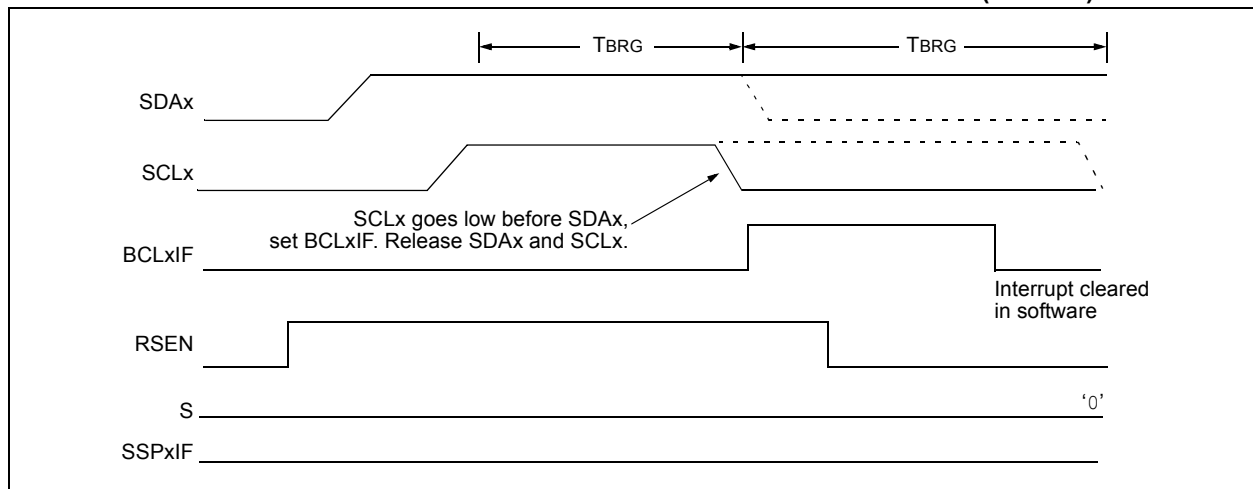 TBRG TBRG
SDAx
SCLx
SCLx goes low before SDAx,
set BCLxIF. Release SDAx and SCLx.
BCLxIF
Interrupt cleared
in software
RSEN
S
'0'
SSPxIF